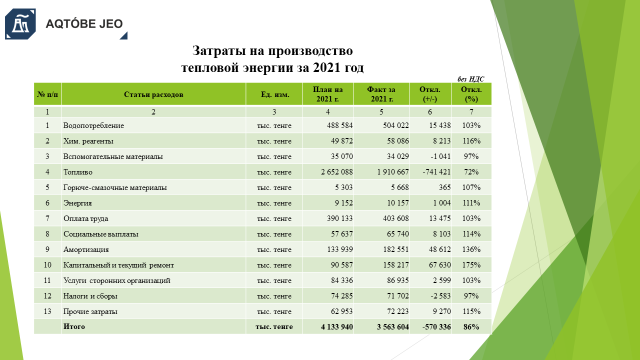 AQTÓBE JEO
Затраты на производство
тепловой энергии за 2021 год
без НДС
№ п/п Статьи расходов Ед. изм. План на 2021 г. Факт за 2021 г. Откл. (+/-) Откл. (%)
1 2 3 4 5 6 7
1 Водопотребление тыс. тенге 488 584 504 022 15 438 103%
2 Хим. реагенты тыс. тенге 49 872 58 086 8 213 116%
3 Вспомогательные материалы тыс. тенге 35 070 34 029 -1 041 97%
4 Топливо тыс. тенге 2 652 088 1 910 667 -741 421 72%
5 Горюче-смазочные материалы тыс. тенге 5 303 5 668 365 107%
6 Энергия тыс. тенге 9 152 10 157 1 004 111%
7 Оплата труда тыс. тенге 390 133 403 608 13 475 103%
8 Социальные выплаты тыс. тенге 57 637 65 740 8 103 114%
9 Амортизация тыс. тенге 133 939 182 551 48 612 136%
10 Капитальный и текущий ремонт тыс. тенге 90 587 158 217 67 630 175%
11 Услуги сторонних организаций тыс. тенге 84 336 86 935 2 599 103%
12 Налоги и сборы тыс. тенге 74 285 71 702 -2 583 97%
13 Прочие затраты тыс. тенге 62 953 72 223 9 270 115%
Итого тыс. тенге 4 133 940 3 563 604 -570 336 86%